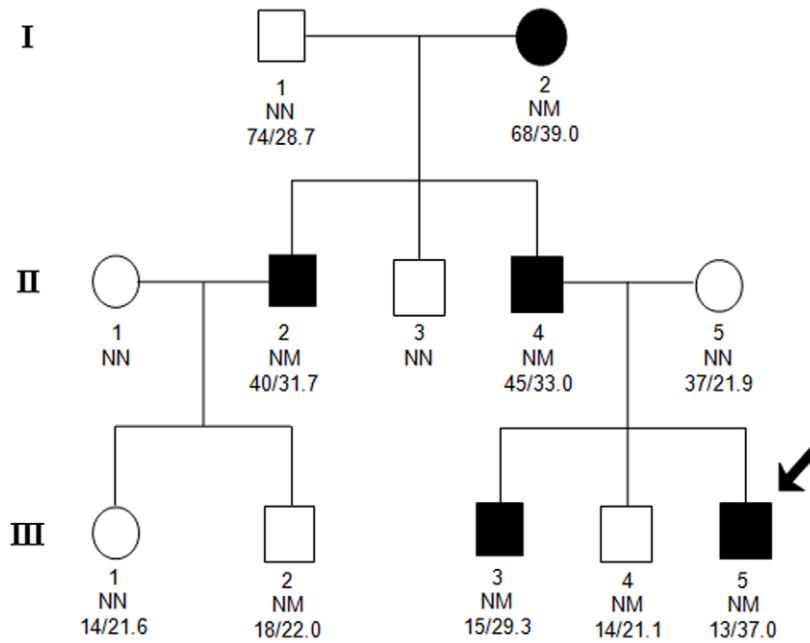 I
1
NN
74/28.7
2
NM
68/39.0
II
1
NN
2
NM
40/31.7
3
NN
4
NM
45/33.0
5
NN
37/21.9
III
1
NN
14/21.6
2
NM
18/22.0
3
NM
15/29.3
4
NM
14/21.1
5
NM
13/37.0